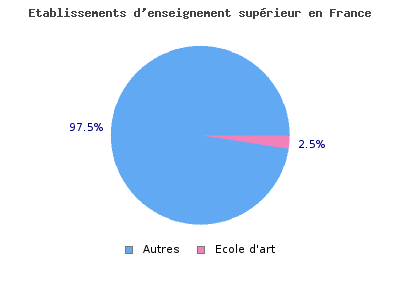 Etablissements d'enseignement supérieur en France
97.5%
2.5%
Autres
Ecole d'art